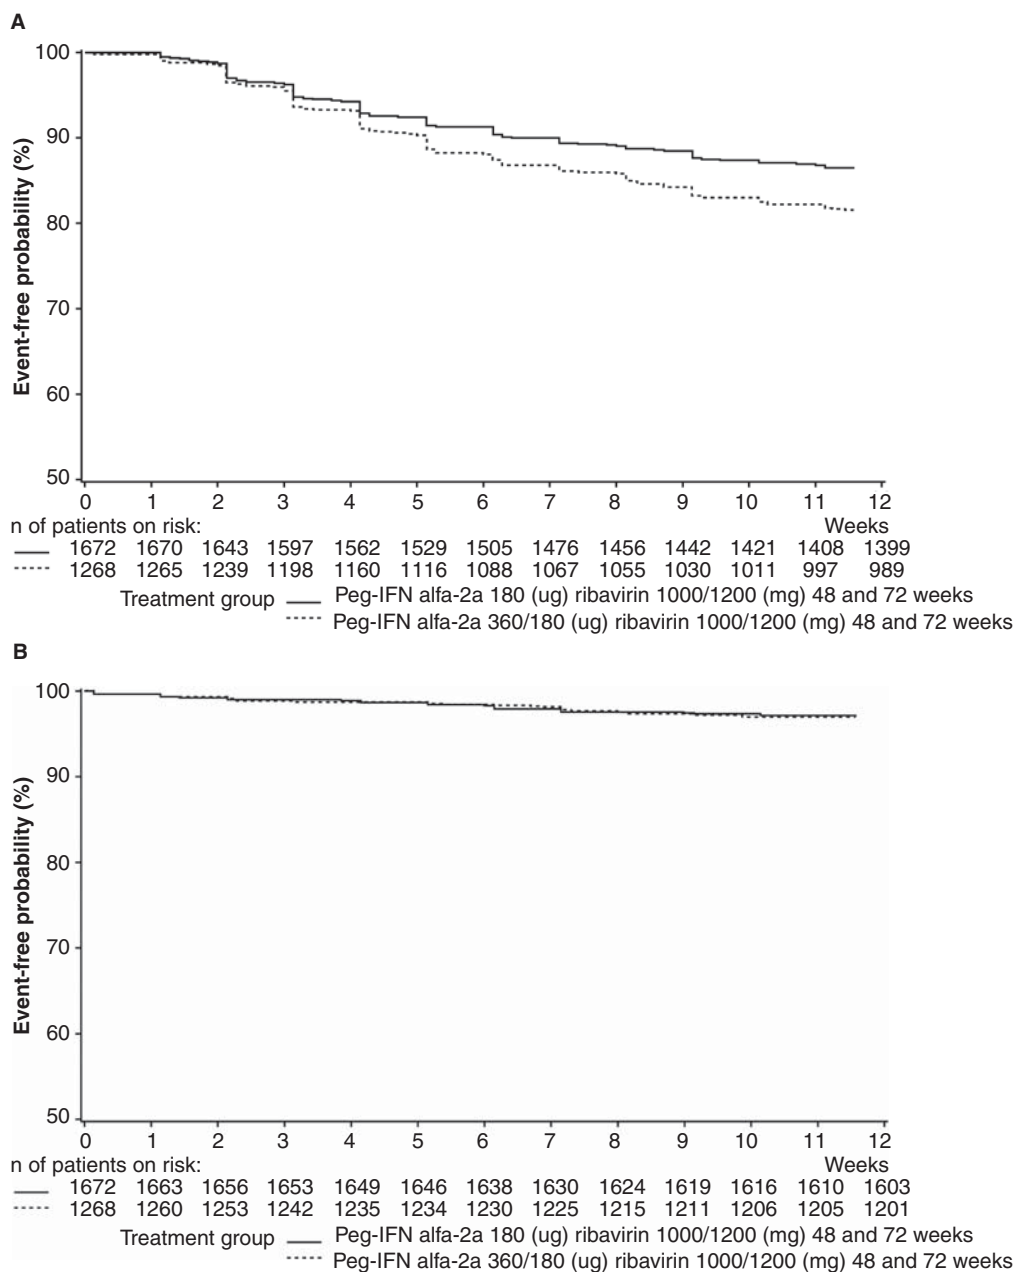 A
Event-free probability (%)
100
90
80
70
60
50
0 1 2 3 4 5 6 7 8 9 10 11 12
n of patients on risk: Weeks
1672 1670 1643 1597 1562 1529 1505 1476 1456 1442 1421 1408 1399
1268 1265 1239 1198 1160 1116 1088 1067 1055 1030 1011 997 989
Treatment group Peg-IFN alfa-2a 180 (ug) ribavirin 1000/1200 (mg) 48 and 72 weeks
Peg-IFN alfa-2a 360/180 (ug) ribavirin 1000/1200 (mg) 48 and 72 weeks
B
Event-free probability (%)
100
90
80
70
60
50
0 1 2 3 4 5 6 7 8 9 10 11 12
n of patients on risk: Weeks
1672 1663 1656 1653 1649 1646 1638 1630 1624 1619 1616 1610 1603
1268 1260 1253 1242 1235 1234 1230 1225 1215 1211 1206 1205 1201
Treatment group Peg-IFN alfa-2a 180 (ug) ribavirin 1000/1200 (mg) 48 and 72 weeks
Peg-IFN alfa-2a 360/180 (ug) ribavirin 1000/1200 (mg) 48 and 72 weeks